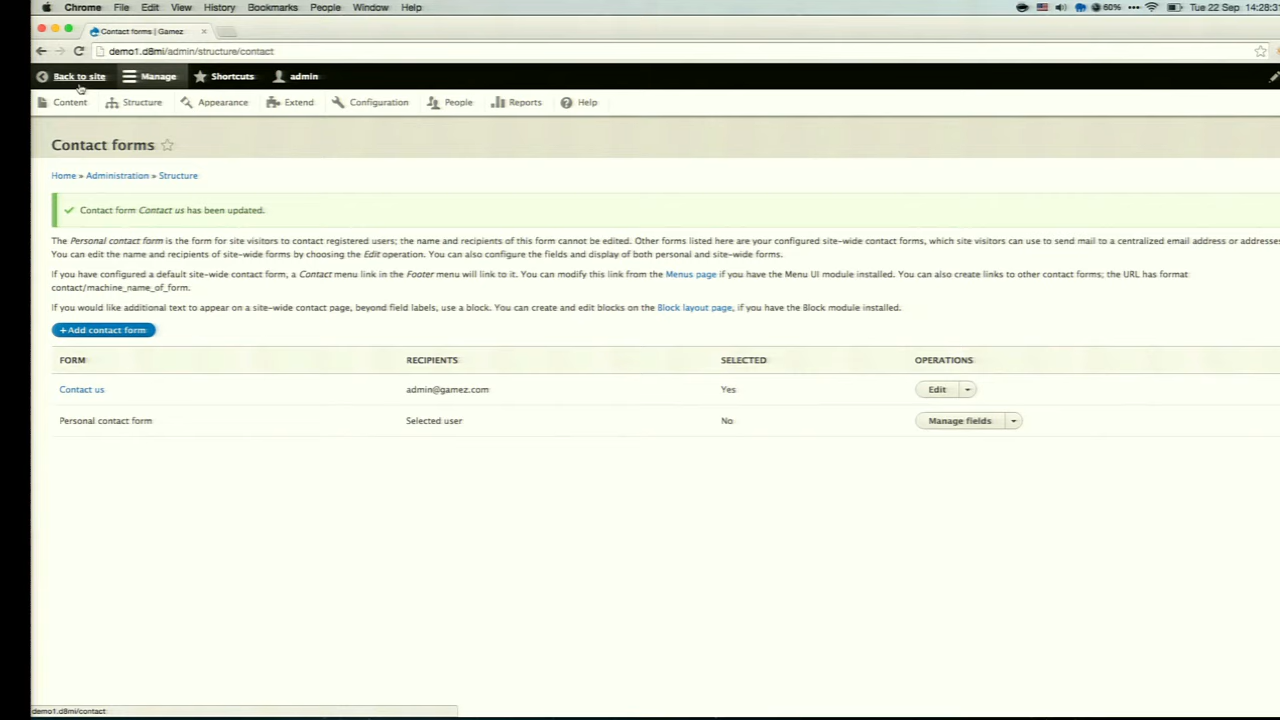 Chrome File Edit View History Bookmarks People Window Help 60% Tue 22 Sep 14:28:3
Contact forms | Gamez
demo1.d8mi/admin/structure/contact
Back to site Manage Shortcuts admin
Content Structure Appearance Extend Configuration People Reports Help
Contact forms
Home » Administration » Structure
Contact form Contact us has been updated.
The Personal contact form is the form for site visitors to contact registered users; the name and recipients of this form cannot be edited. Other forms listed here are your configured site-wide contact forms, which site visitors can use to send mail to a centralized email address or addresses
You can edit the name and recipients of site-wide forms by choosing the Edit operation. You can also configure the fields and display of both personal and site-wide forms.
If you have configured a default site-wide contact form, a Contact menu link in the Footer menu will link to it. You can modify this link from the Menus page if you have the Menu UI module installed. You can also create links to other contact forms; the URL has format
contact/machine_name_of_form.
If you would like additional text to appear on a site-wide contact page, beyond field labels, use a block. You can create and edit blocks on the Block layout page, if you have the Block module installed.
+ Add contact form
FORM RECIPIENTS SELECTED OPERATIONS
Contact us admin@gamez.com Yes Edit
Personal contact form Selected user No Manage fields
demo1.d8mi/contact